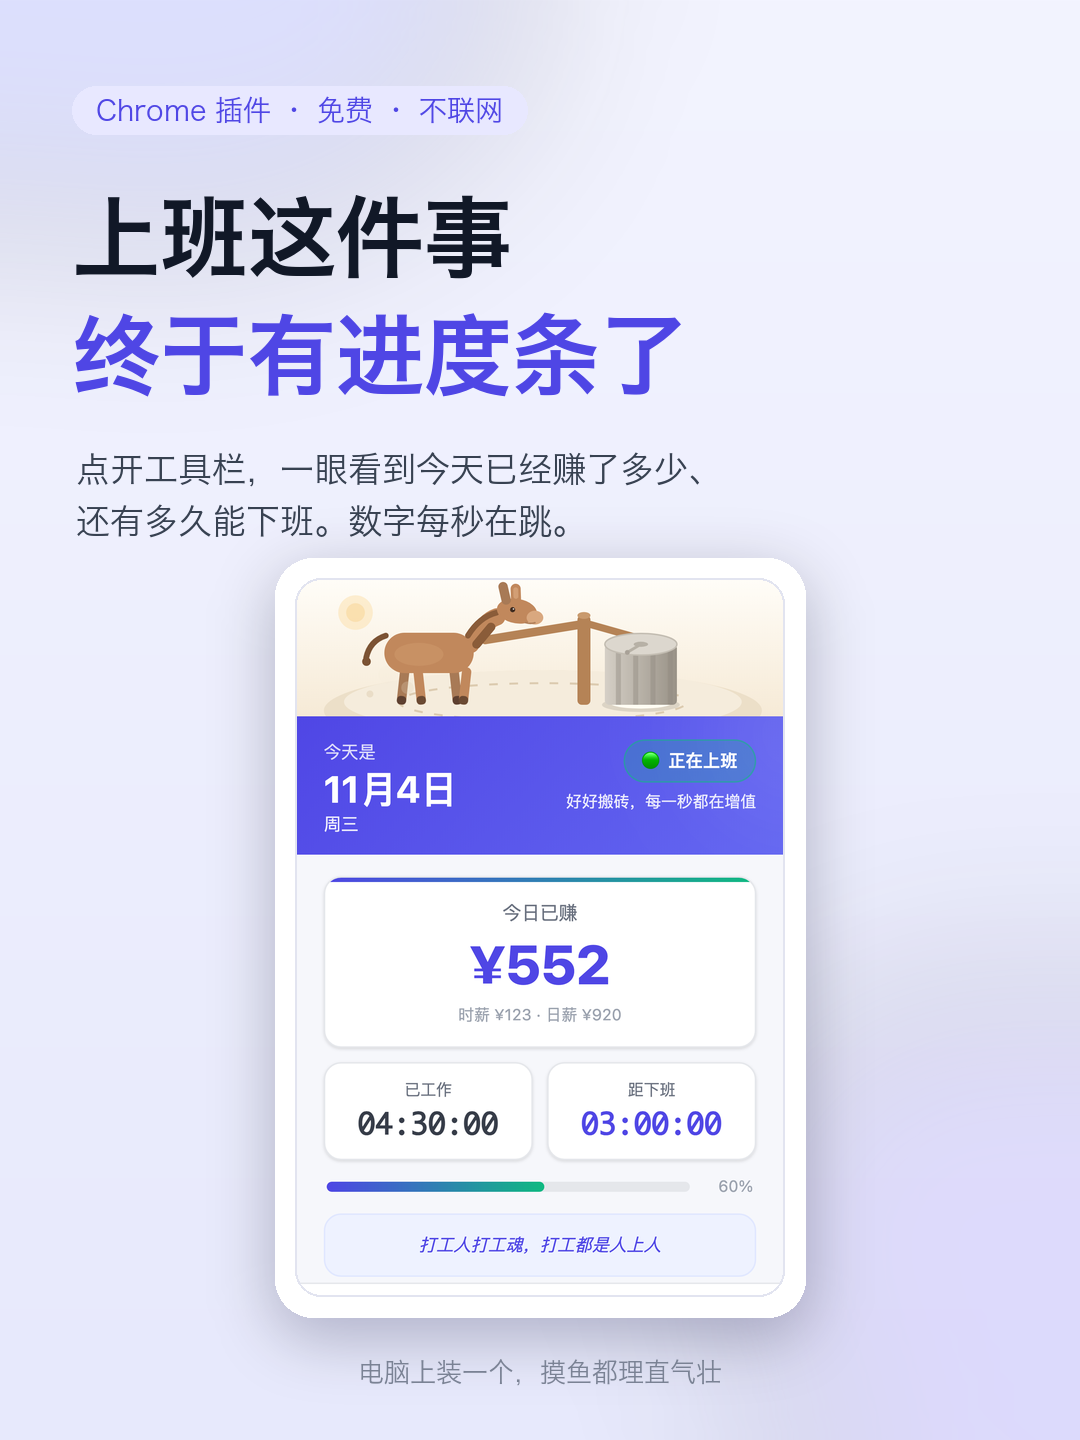 Chrome 插件 · 免费 · 不联网
上班这件事
终于有进度条了
点开工具栏，一眼看到今天已经赚了多少、
还有多久能下班。数字每秒在跳。
今天是
11月4日
周三
正在上班
好好搬砖，每一秒都在增值
今日已赚
¥552
时薪 ¥123 · 日薪 ¥920
已工作
04:30:00
距下班
03:00:00
60%
打工人打工魂，打工都是人上人
电脑上装一个，摸鱼都理直气壮